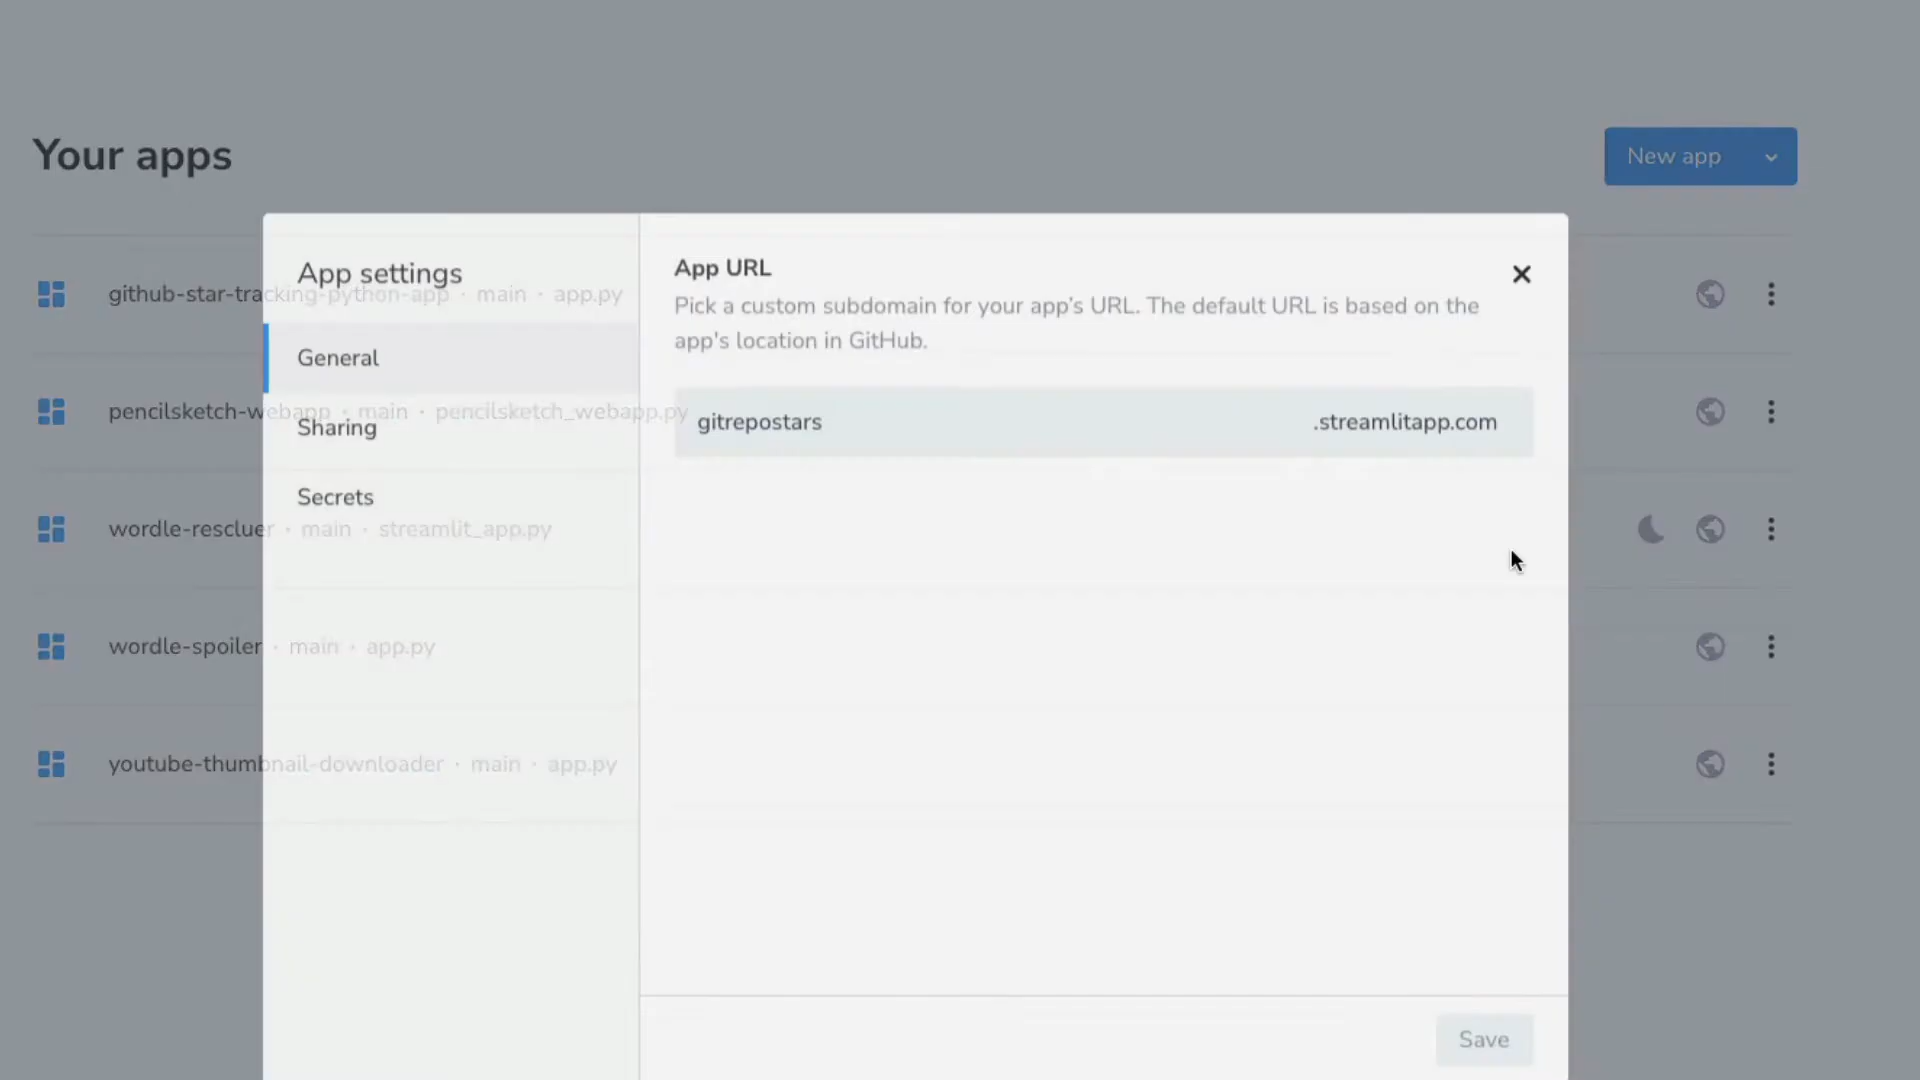 Your apps
New app
github-star-tracking-python-app · main · app.py
pencilsketch-webapp · main · pencilsketch_webapp.py
wordle-rescluer · main · streamlit_app.py
wordle-spoiler · main · app.py
youtube-thumbnail-downloader · main · app.py
App settings
General
Sharing
Secrets
App URL
Pick a custom subdomain for your app’s URL. The default URL is based on the
app's location in GitHub.
gitrepostars .streamlitapp.com
Save